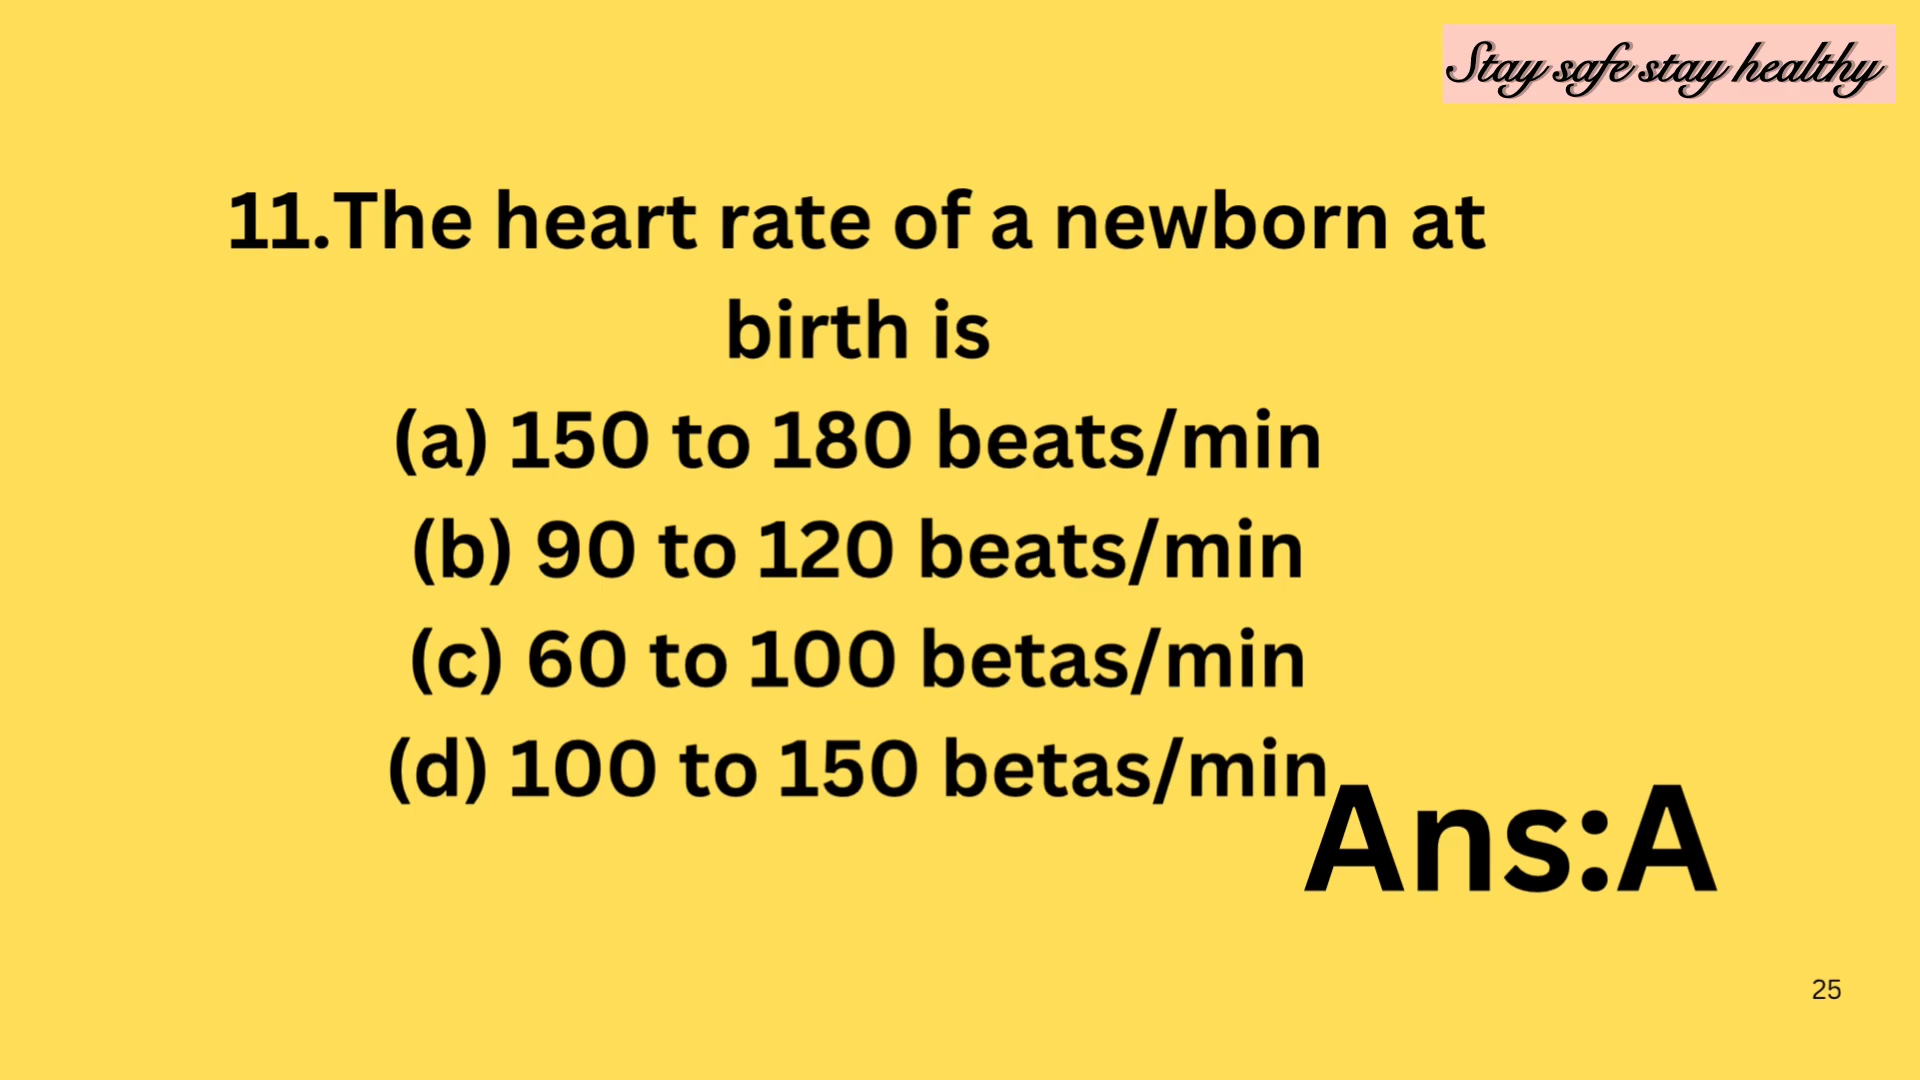 Stay safe stay healthy
11.The heart rate of a newborn at
birth is
(a) 150 to 180 beats/min
(b) 90 to 120 beats/min
(c) 60 to 100 betas/min
(d) 100 to 150 betas/min
Ans:A
25